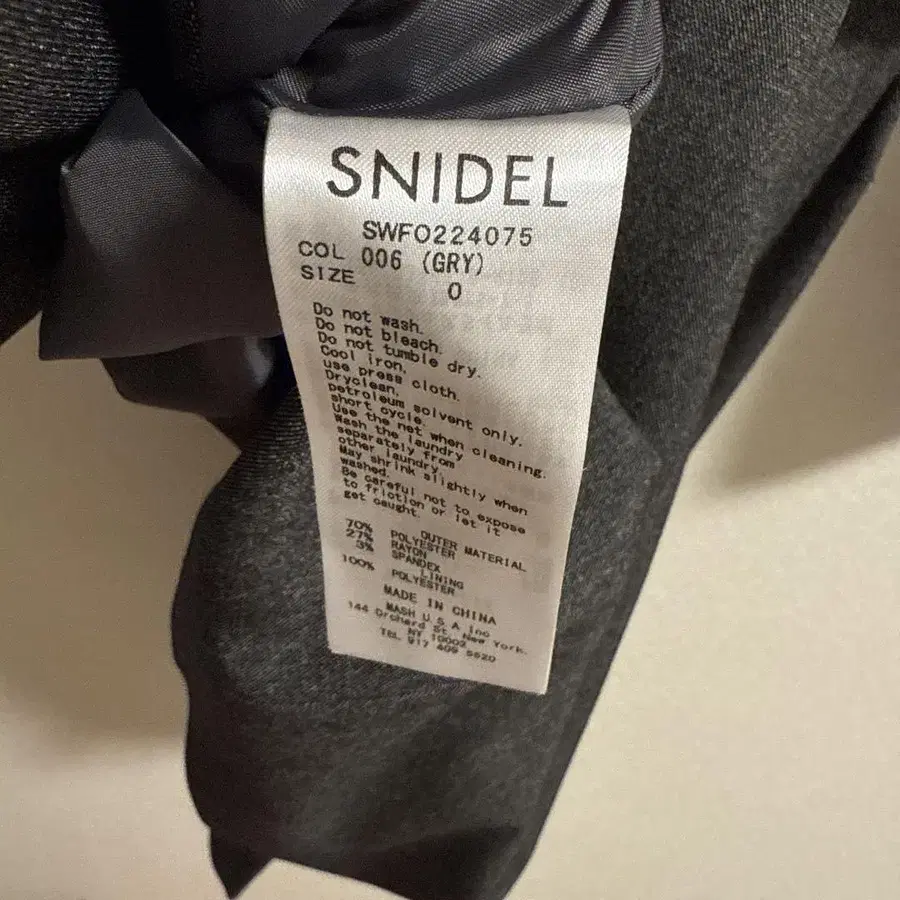 SNIDEL
SWFO224075
COL 006 (GRY)
SIZE 0
Do not wash.
Do not bleach.
Do not tumble dry.
Cool iron,
use press cloth.
Dryclean,
petroleum solvent only.
short cycle.
Use the net when cleaning.
Wash the laundry
separately from
other laundry.
May shrink slightly when
washed.
Be careful not to expose
to friction or let it
get caught.
OUTER MATERIAL
70% POLYESTER
27% RAYON
3% SPANDEX
LINING
100% POLYESTER
MADE IN CHINA
MASH U S A Inc
144 Orchard St. New York.
NY 10002
TEL 917 409 5620